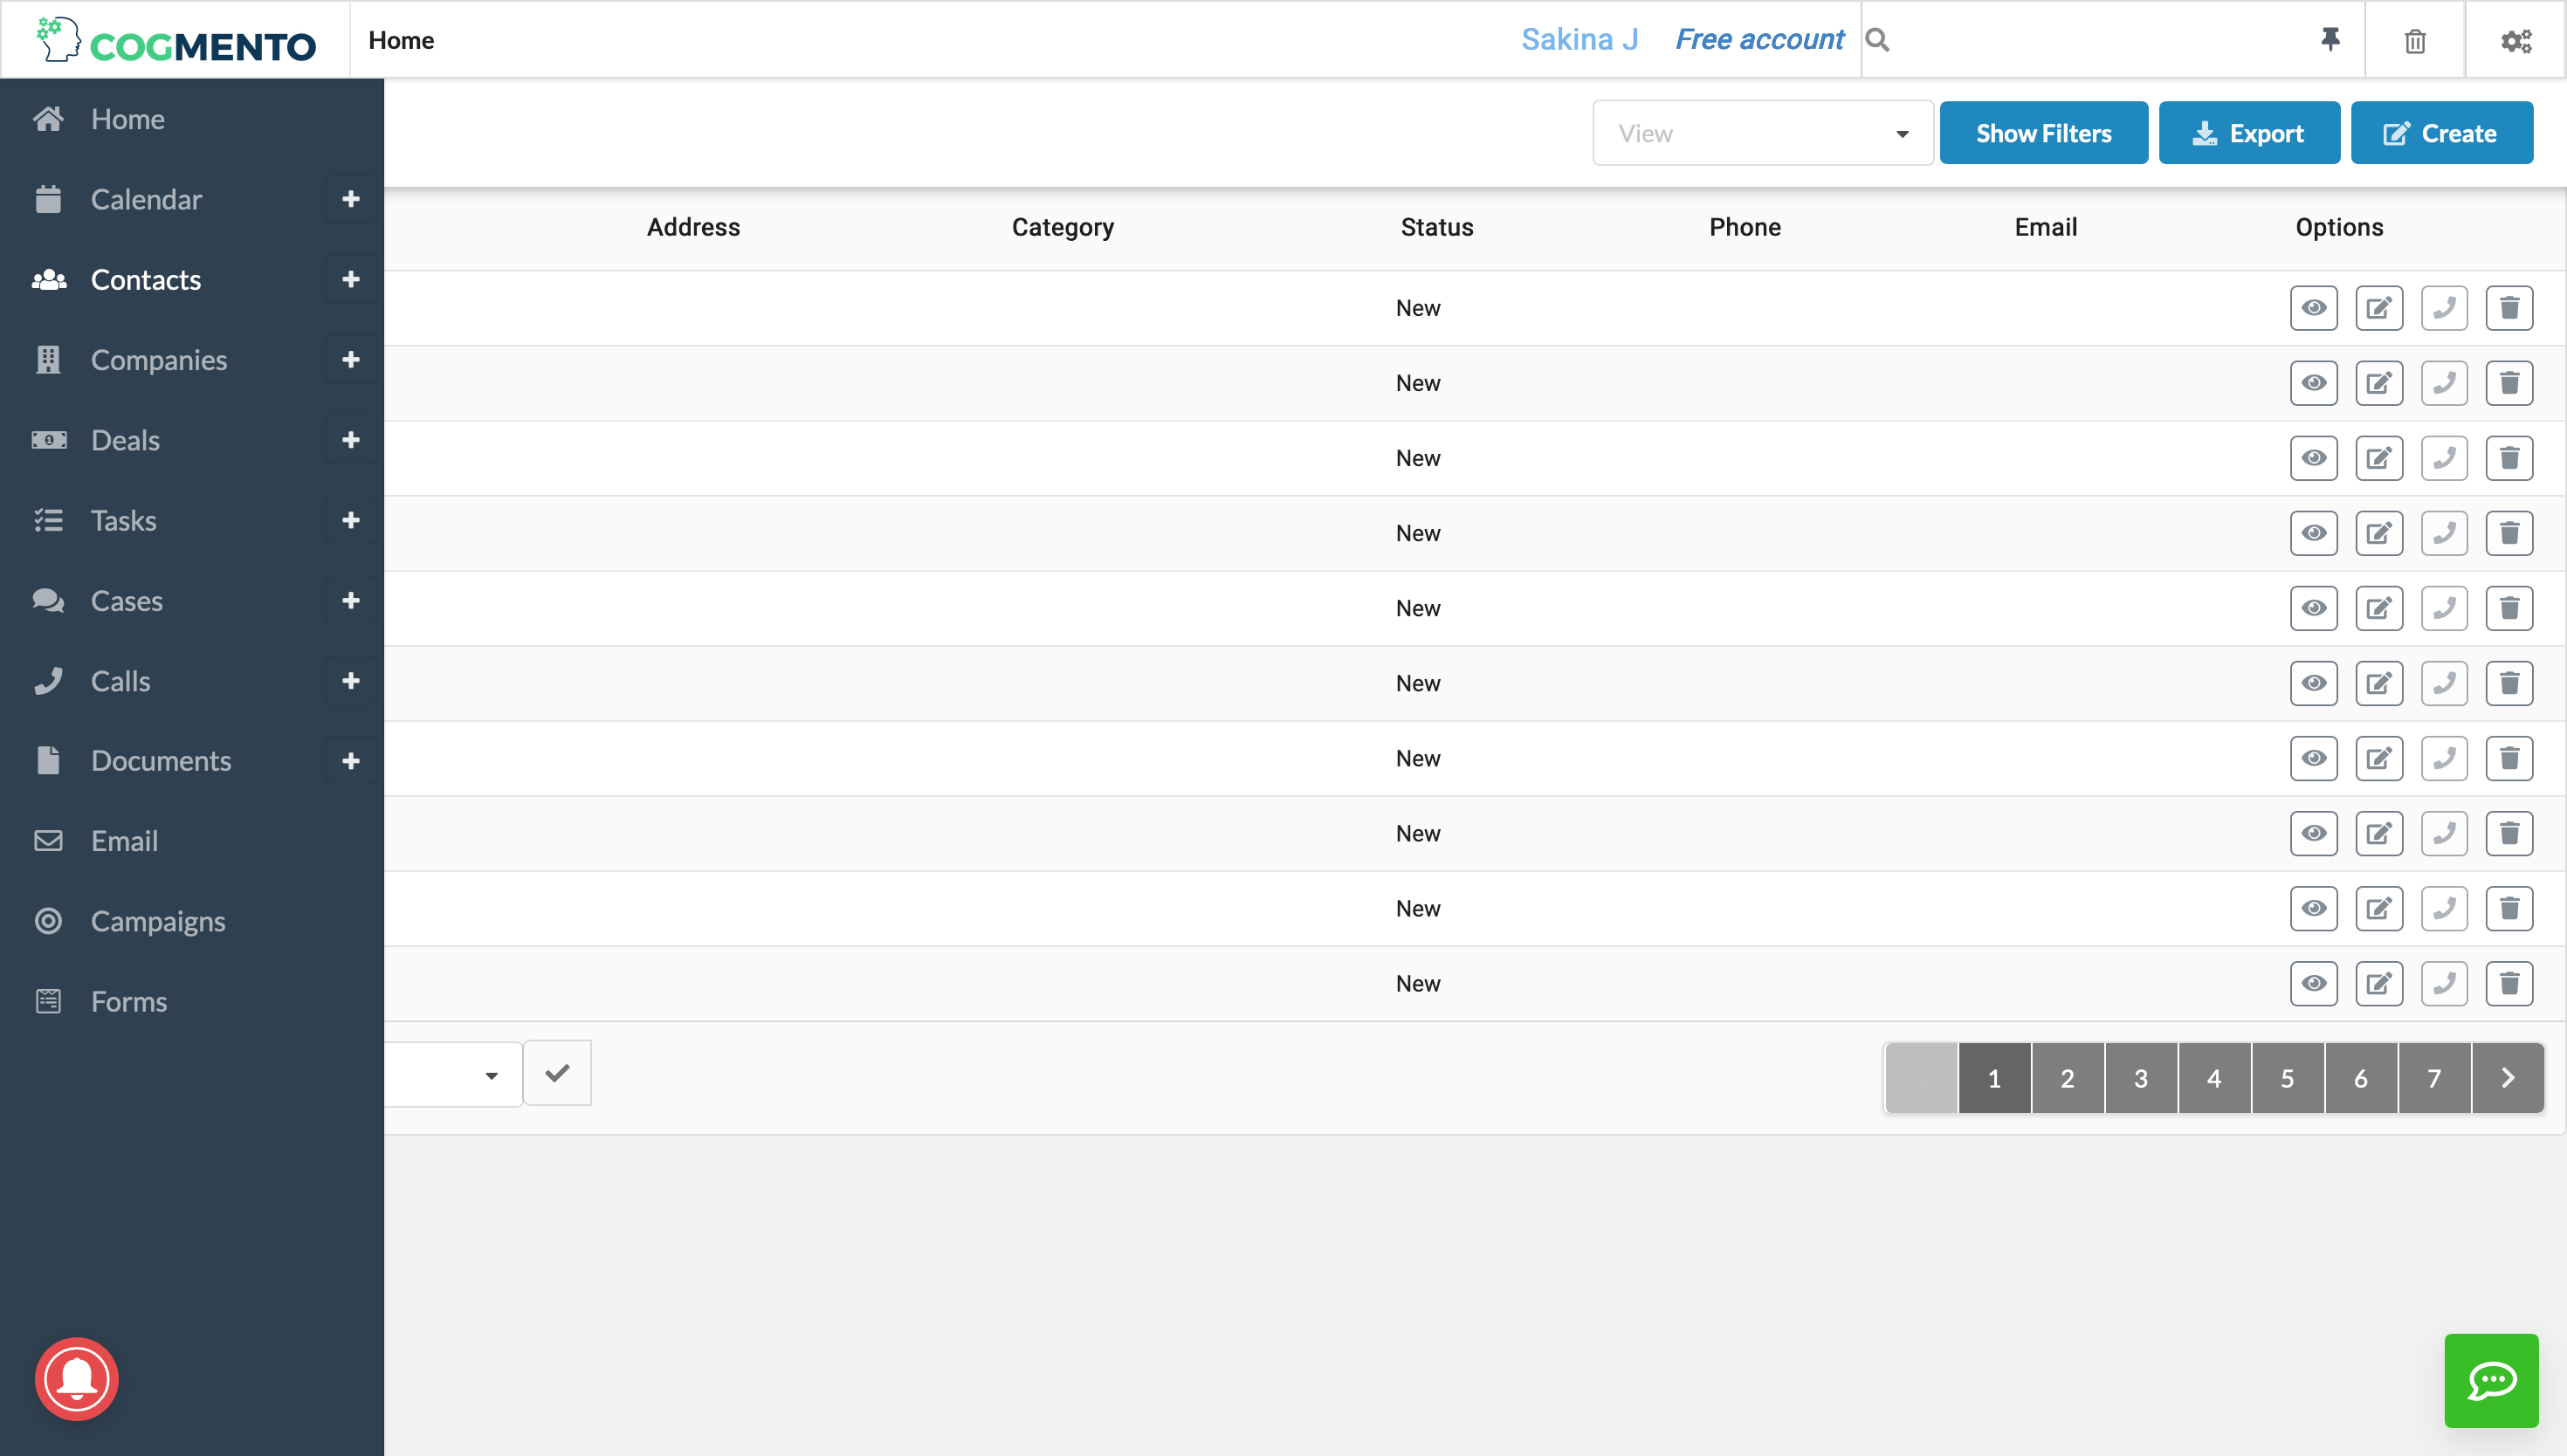 COGMENTO
Home
Sakina J
Free account
Home
Calendar
Contacts
Companies
Deals
Tasks
Cases
Calls
Documents
Email
Campaigns
Forms
View
Show Filters
Export
Create
Address Category Status Phone Email Options
New
New
New
New
New
New
New
New
New
New
1 2 3 4 5 6 7